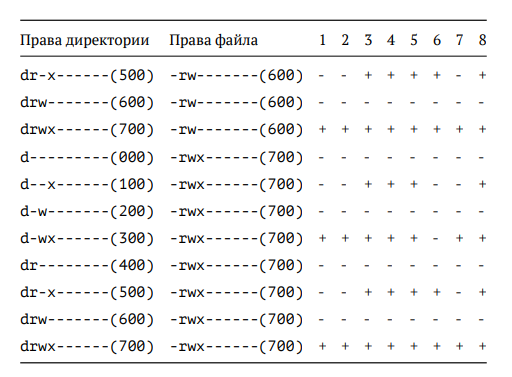 Права директории Права файла 1 2 3 4 5 6 7 8
dr-x------(500) -rw-------(600) - - + + + + - +
drw-------(600) -rw-------(600) - - - - - - - -
drwx------(700) -rw-------(600) + + + + + + + +
d---------(000) -rwx------(700) - - - - - - - -
d--x------(100) -rwx------(700) - - + + + - - +
d-w-------(200) -rwx------(700) - - - - - - - -
d-wx------(300) -rwx------(700) + + + + + - + +
dr--------(400) -rwx------(700) - - - - - - - -
dr-x------(500) -rwx------(700) - - + + + + - +
drw-------(600) -rwx------(700) - - - - - - - -
drwx------(700) -rwx------(700) + + + + + + + +